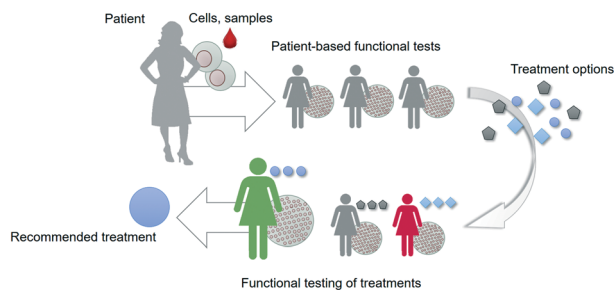 Patient
Cells, samples
Patient-based functional tests
Treatment options
Recommended treatment
Functional testing of treatments